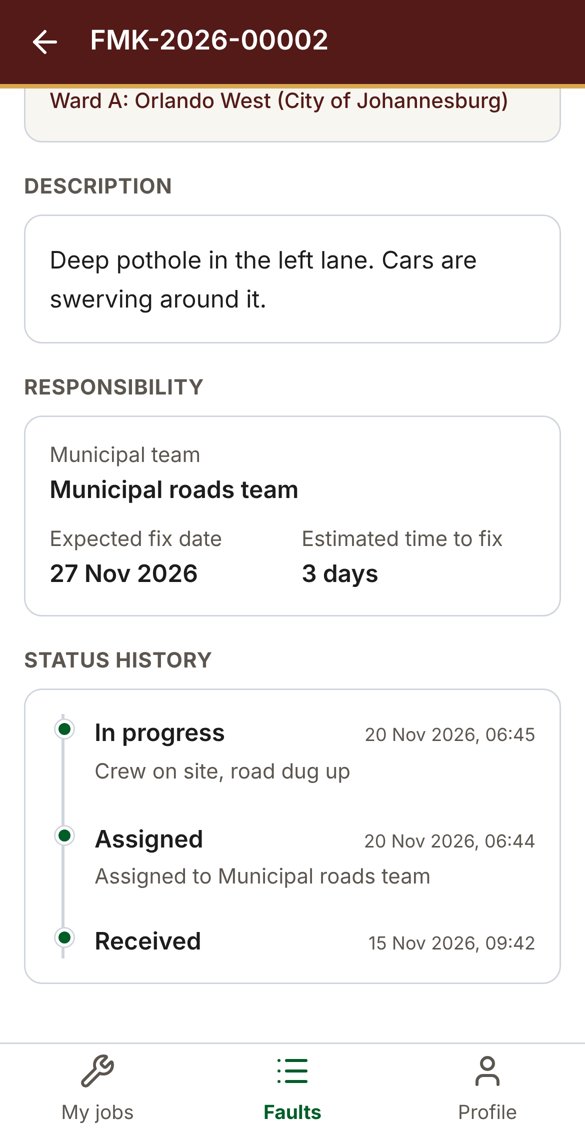 FMK-2026-00002
Ward A: Orlando West (City of Johannesburg)
DESCRIPTION
Deep pothole in the left lane. Cars are
swerving around it.
RESPONSIBILITY
Municipal team
Municipal roads team
Expected fix date Estimated time to fix
27 Nov 2026 3 days
STATUS HISTORY
In progress 20 Nov 2026, 06:45
Crew on site, road dug up
Assigned 20 Nov 2026, 06:44
Assigned to Municipal roads team
Received 15 Nov 2026, 09:42
My jobs Faults Profile